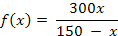 f(x) = 300x / (150 − x)